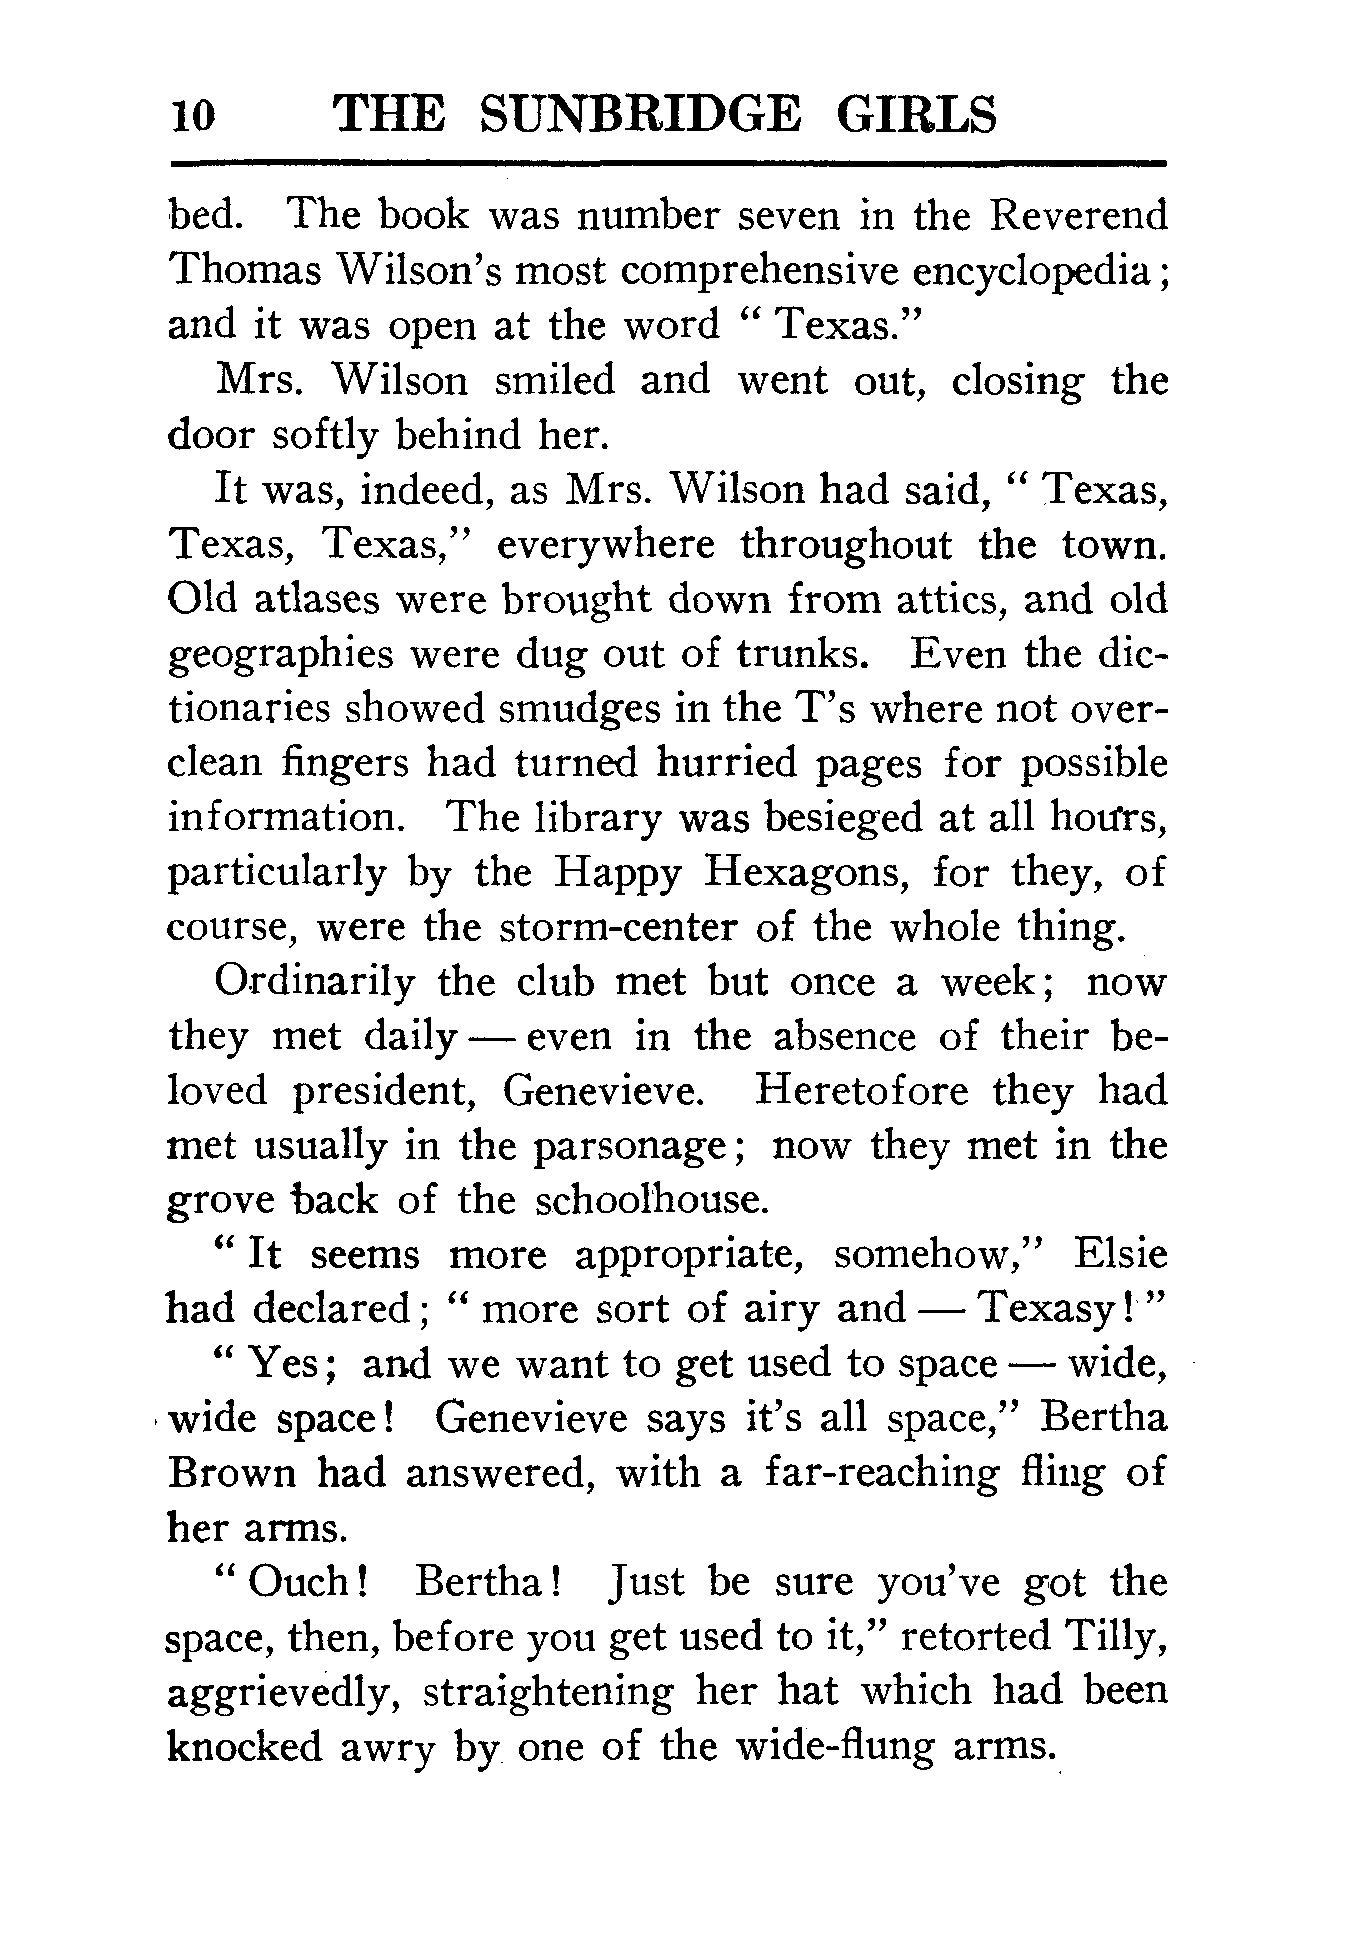 10 THE SUNBRIDGE GIRLS
bed. The book was number seven in the Reverend
Thomas Wilson's most comprehensive encyclopedia;
and it was open at the word " Texas."
Mrs. Wilson smiled and went out, closing the
door softly behind her.
It was, indeed, as Mrs. Wilson had said, " Texas,
Texas, Texas," everywhere throughout the town.
Old atlases were brought down from attics, and old
geographies were dug out of trunks. Even the dic-
tionaries showed smudges in the T's where not over-
clean fingers had turned hurried pages for possible
information. The library was besieged at all hours,
particularly by the Happy Hexagons, for they, of
course, were the storm-center of the whole thing.
Ordinarily the club met but once a week; now
they met daily — even in the absence of their be-
loved president, Genevieve. Heretofore they had
met usually in the parsonage; now they met in the
grove back of the schoolhouse.
" It seems more appropriate, somehow," Elsie
had declared; " more sort of airy and — Texasy!"
" Yes; and we want to get used to space — wide,
wide space! Genevieve says it's all space," Bertha
Brown had answered, with a far-reaching fling of
her arms.
" Ouch! Bertha! Just be sure you've got the
space, then, before you get used to it," retorted Tilly,
aggrievedly, straightening her hat which had been
knocked awry by one of the wide-flung arms.